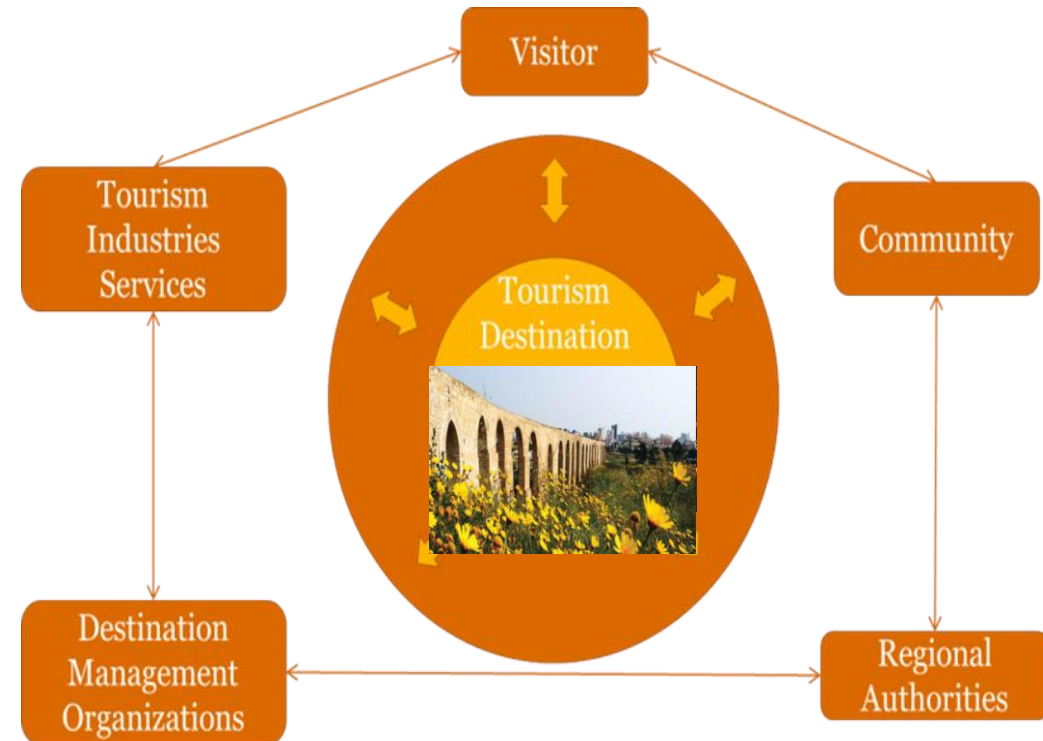 Visitor
Tourism
Industries
Services
Community
Tourism
Destination
Destination
Management
Organizations
Regional
Authorities